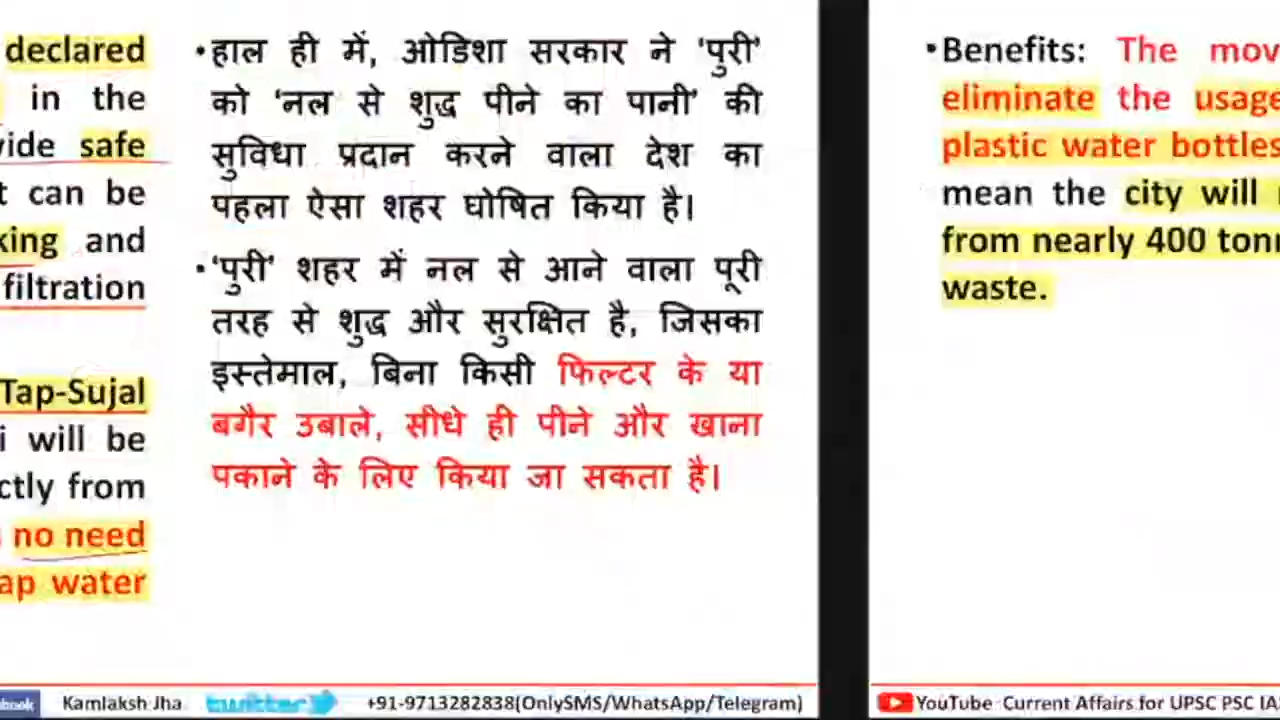 declared
in the
vide safe
t can be
king and
filtration
Tap-Sujal
i will be
ctly from
no need
ap water
•हाल ही में, ओडिशा सरकार ने ‘पुरी’
को ‘नल से शुद्ध पीने का पानी’ की
सुविधा प्रदान करने वाला देश का
पहला ऐसा शहर घोषित किया है।
•‘पुरी’ शहर में नल से आने वाला पूरी
तरह से शुद्ध और सुरक्षित है, जिसका
इस्तेमाल, बिना किसी फिल्टर के या
बगैर उबाले, सीधे ही पीने और खाना
पकाने के लिए किया जा सकता है।
•Benefits: The mov
eliminate the usage
plastic water bottles
mean the city will
from nearly 400 tonn
waste.
book Kamlaksh Jha twitter +91-9713282838(OnlySMS/WhatsApp/Telegram)
YouTube Current Affairs for UPSC PSC IA